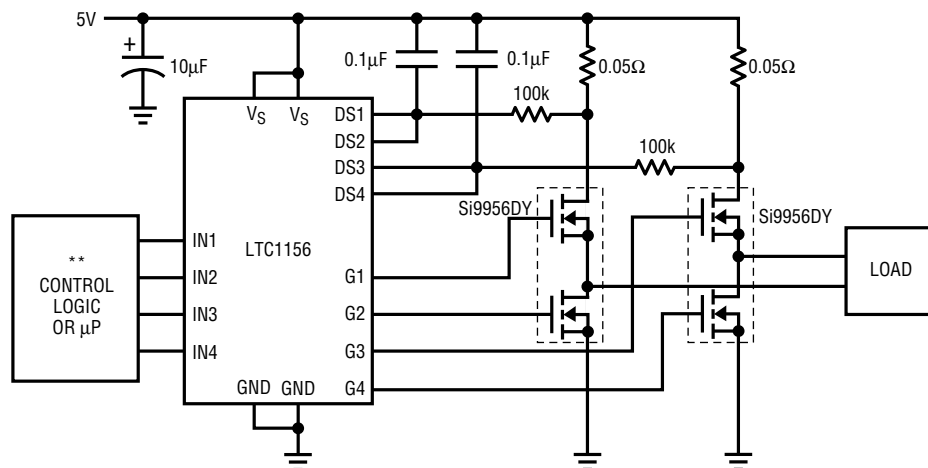 5V
+
10µF
0.1µF
0.1µF
0.05Ω
0.05Ω
100k
100k
VS
VS
DS1
DS2
DS3
DS4
Si9956DY
Si9956DY
LTC1156
**
CONTROL
LOGIC
OR µP
IN1
IN2
IN3
IN4
G1
G2
G3
G4
LOAD
GND
GND